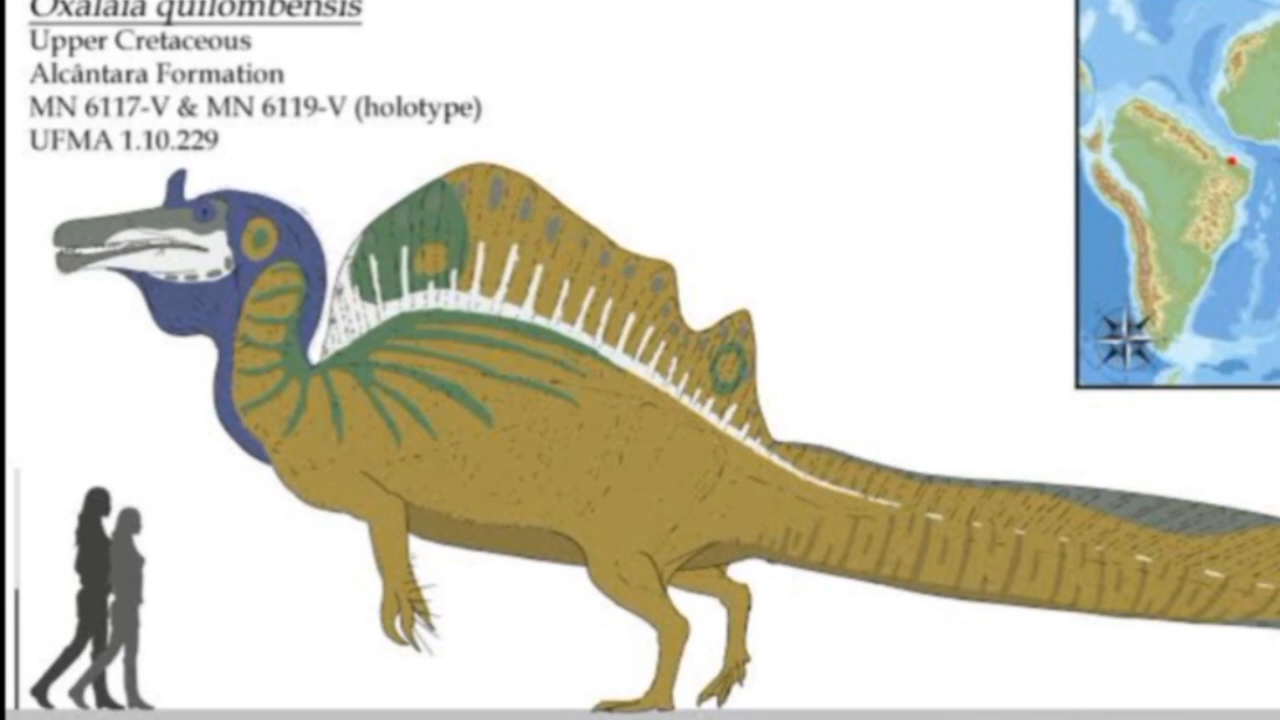 Oxalaia quilombensis
Upper Cretaceous
Alcântara Formation
MN 6117-V & MN 6119-V (holotype)
UFMA 1.10.229